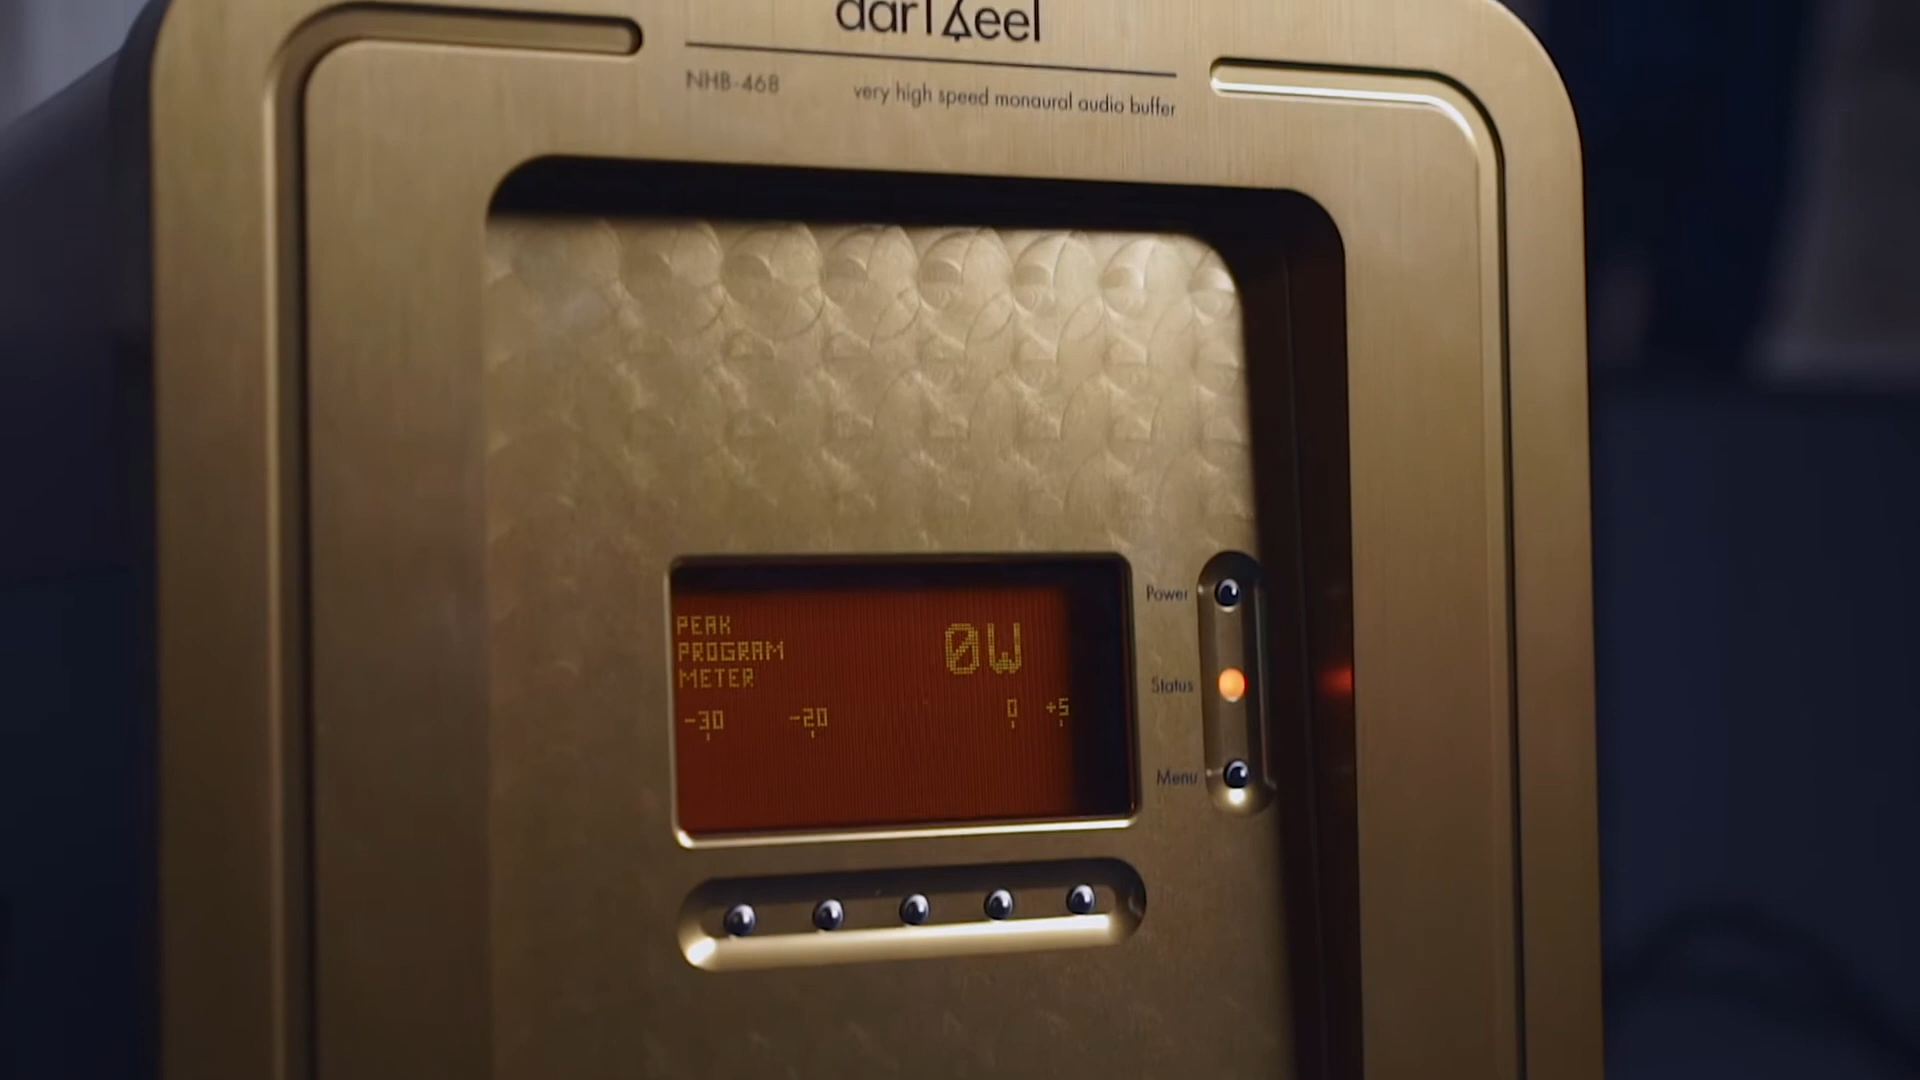 darTZeel
NHB-468
very high speed monaural audio buffer
PEAK
PROGRAM
METER
0W
-30 -20 0 +5
Power
Status
Menu